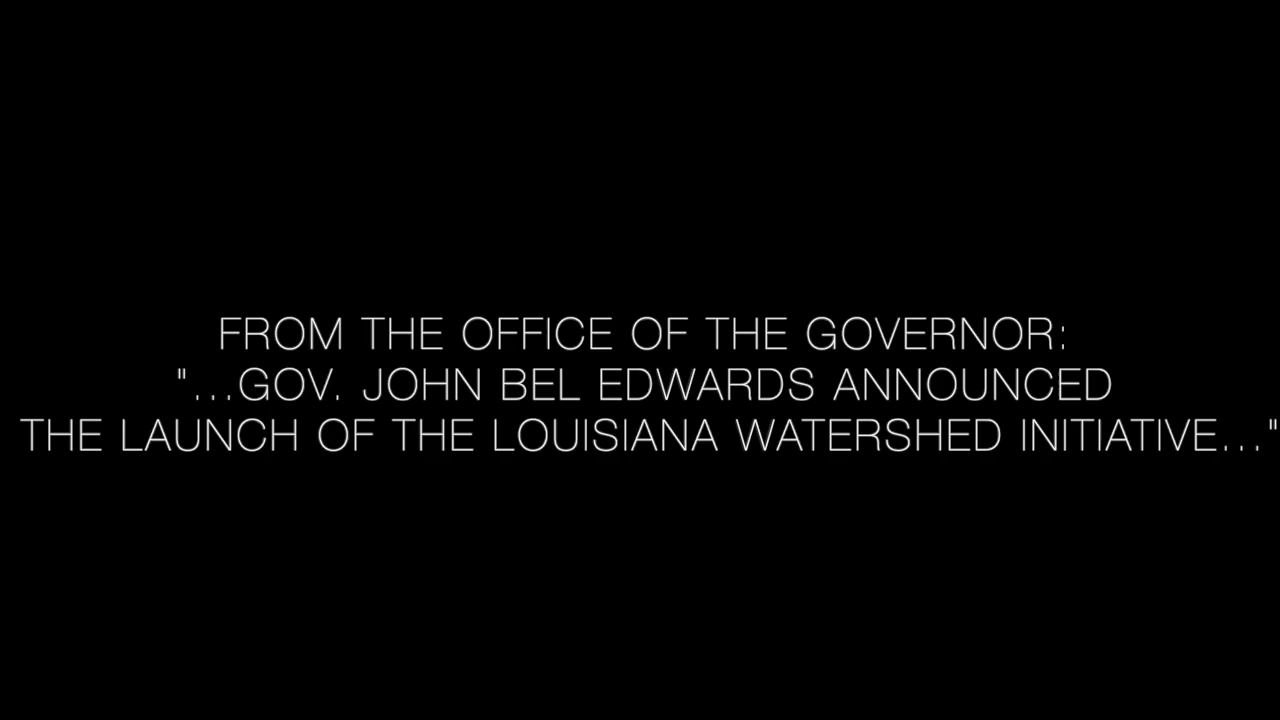 FROM THE OFFICE OF THE GOVERNOR:
"...GOV. JOHN BEL EDWARDS ANNOUNCED
THE LAUNCH OF THE LOUISIANA WATERSHED INITIATIVE..."